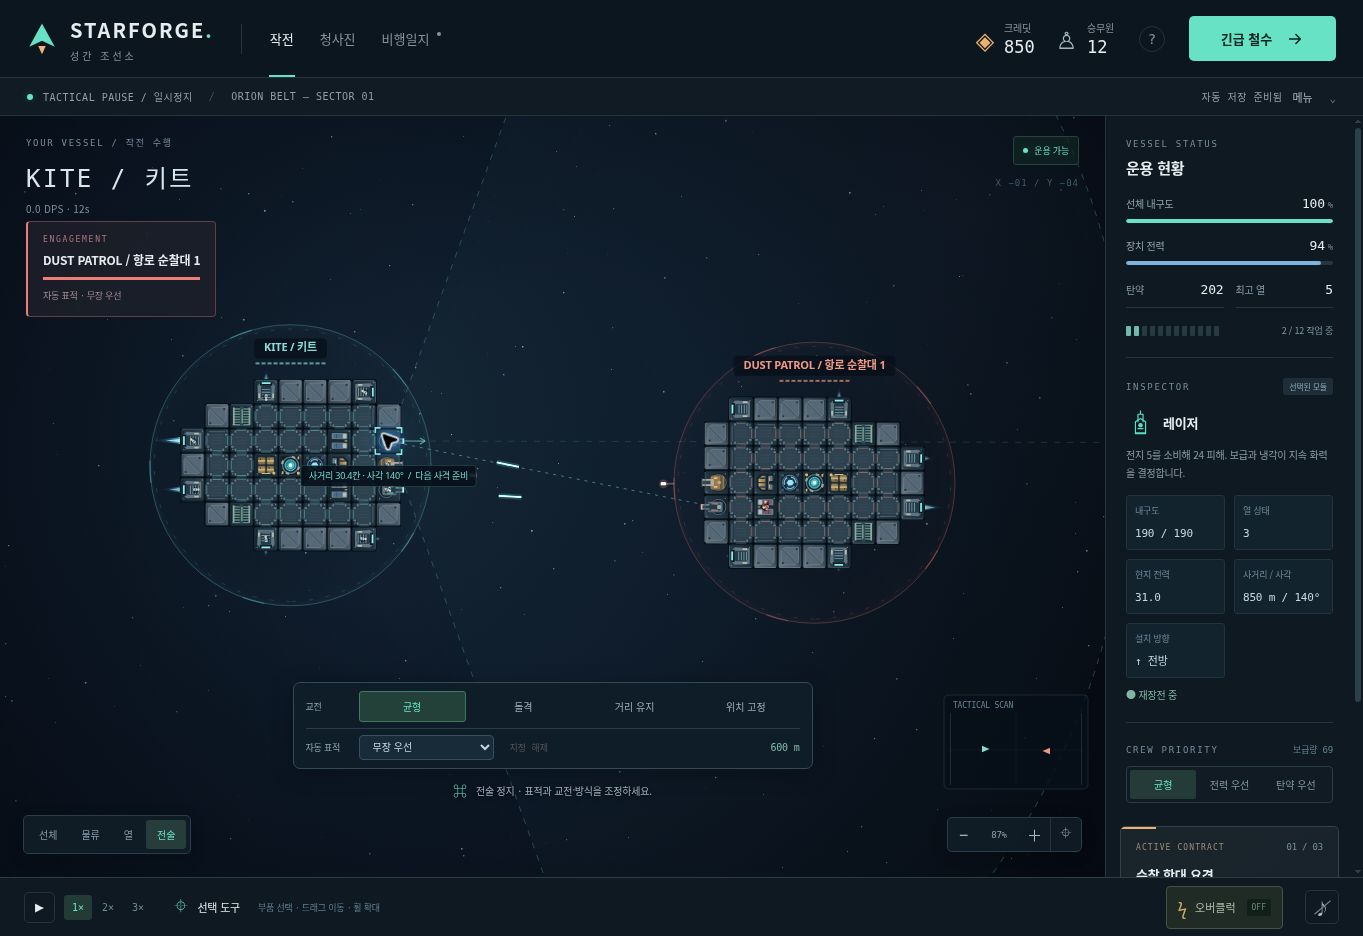 STARFORGE.
성간 조선소
작전
청사진
비행일지
크레딧
850
승무원
12
?
긴급 철수 →
TACTICAL PAUSE / 일시정지 / ORION BELT — SECTOR 01
자동 저장 준비됨 메뉴
YOUR VESSEL / 작전 수행
KITE / 키트
0.0 DPS · 12s
ENGAGEMENT
DUST PATROL / 항로 순찰대 1
자동 표적 · 무장 우선
운용 가능
X −01 / Y −04
KITE / 키트
DUST PATROL / 항로 순찰대 1
사거리 30.4칸 · 사각 140° / 다음 사격 준비
교전
균형
돌격
거리 유지
위치 고정
자동 표적
무장 우선
지정 해제
600 m
⌘ 전술 정지 · 표적과 교전 방식을 조정하세요.
TACTICAL SCAN
선체
물류
열
전술
− 87% +
VESSEL STATUS
운용 현황
선체 내구도 100 %
장치 전력 94 %
탄약 202
최고 열 5
2 / 12 작업 중
INSPECTOR
선택된 모듈
레이저
전지 5를 소비해 24 피해. 보급과 냉각이 지속 화력
을 결정합니다.
내구도
190 / 190
열 상태
3
현지 전력
31.0
사거리 / 사각
850 m / 140°
설치 방향
↑ 전방
재장전 중
CREW PRIORITY
보급량 69
균형
전력 우선
탄약 우선
ACTIVE CONTRACT
01 / 03
1×
2×
3×
선택 도구
부품 선택 · 드래그 이동 · 휠 확대
오버클럭 OFF